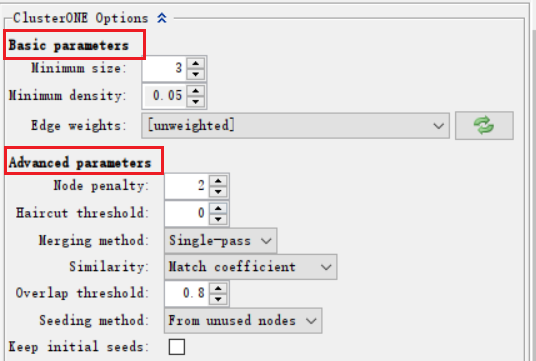 ClusterONE Options
Basic parameters
Minimum size: 3
Minimum density: 0.05
Edge weights: [unweighted]
Advanced parameters
Node penalty: 2
Haircut threshold: 0
Merging method: Single-pass
Similarity: Match coefficient
Overlap threshold: 0.8
Seeding method: From unused nodes
Keep initial seeds: